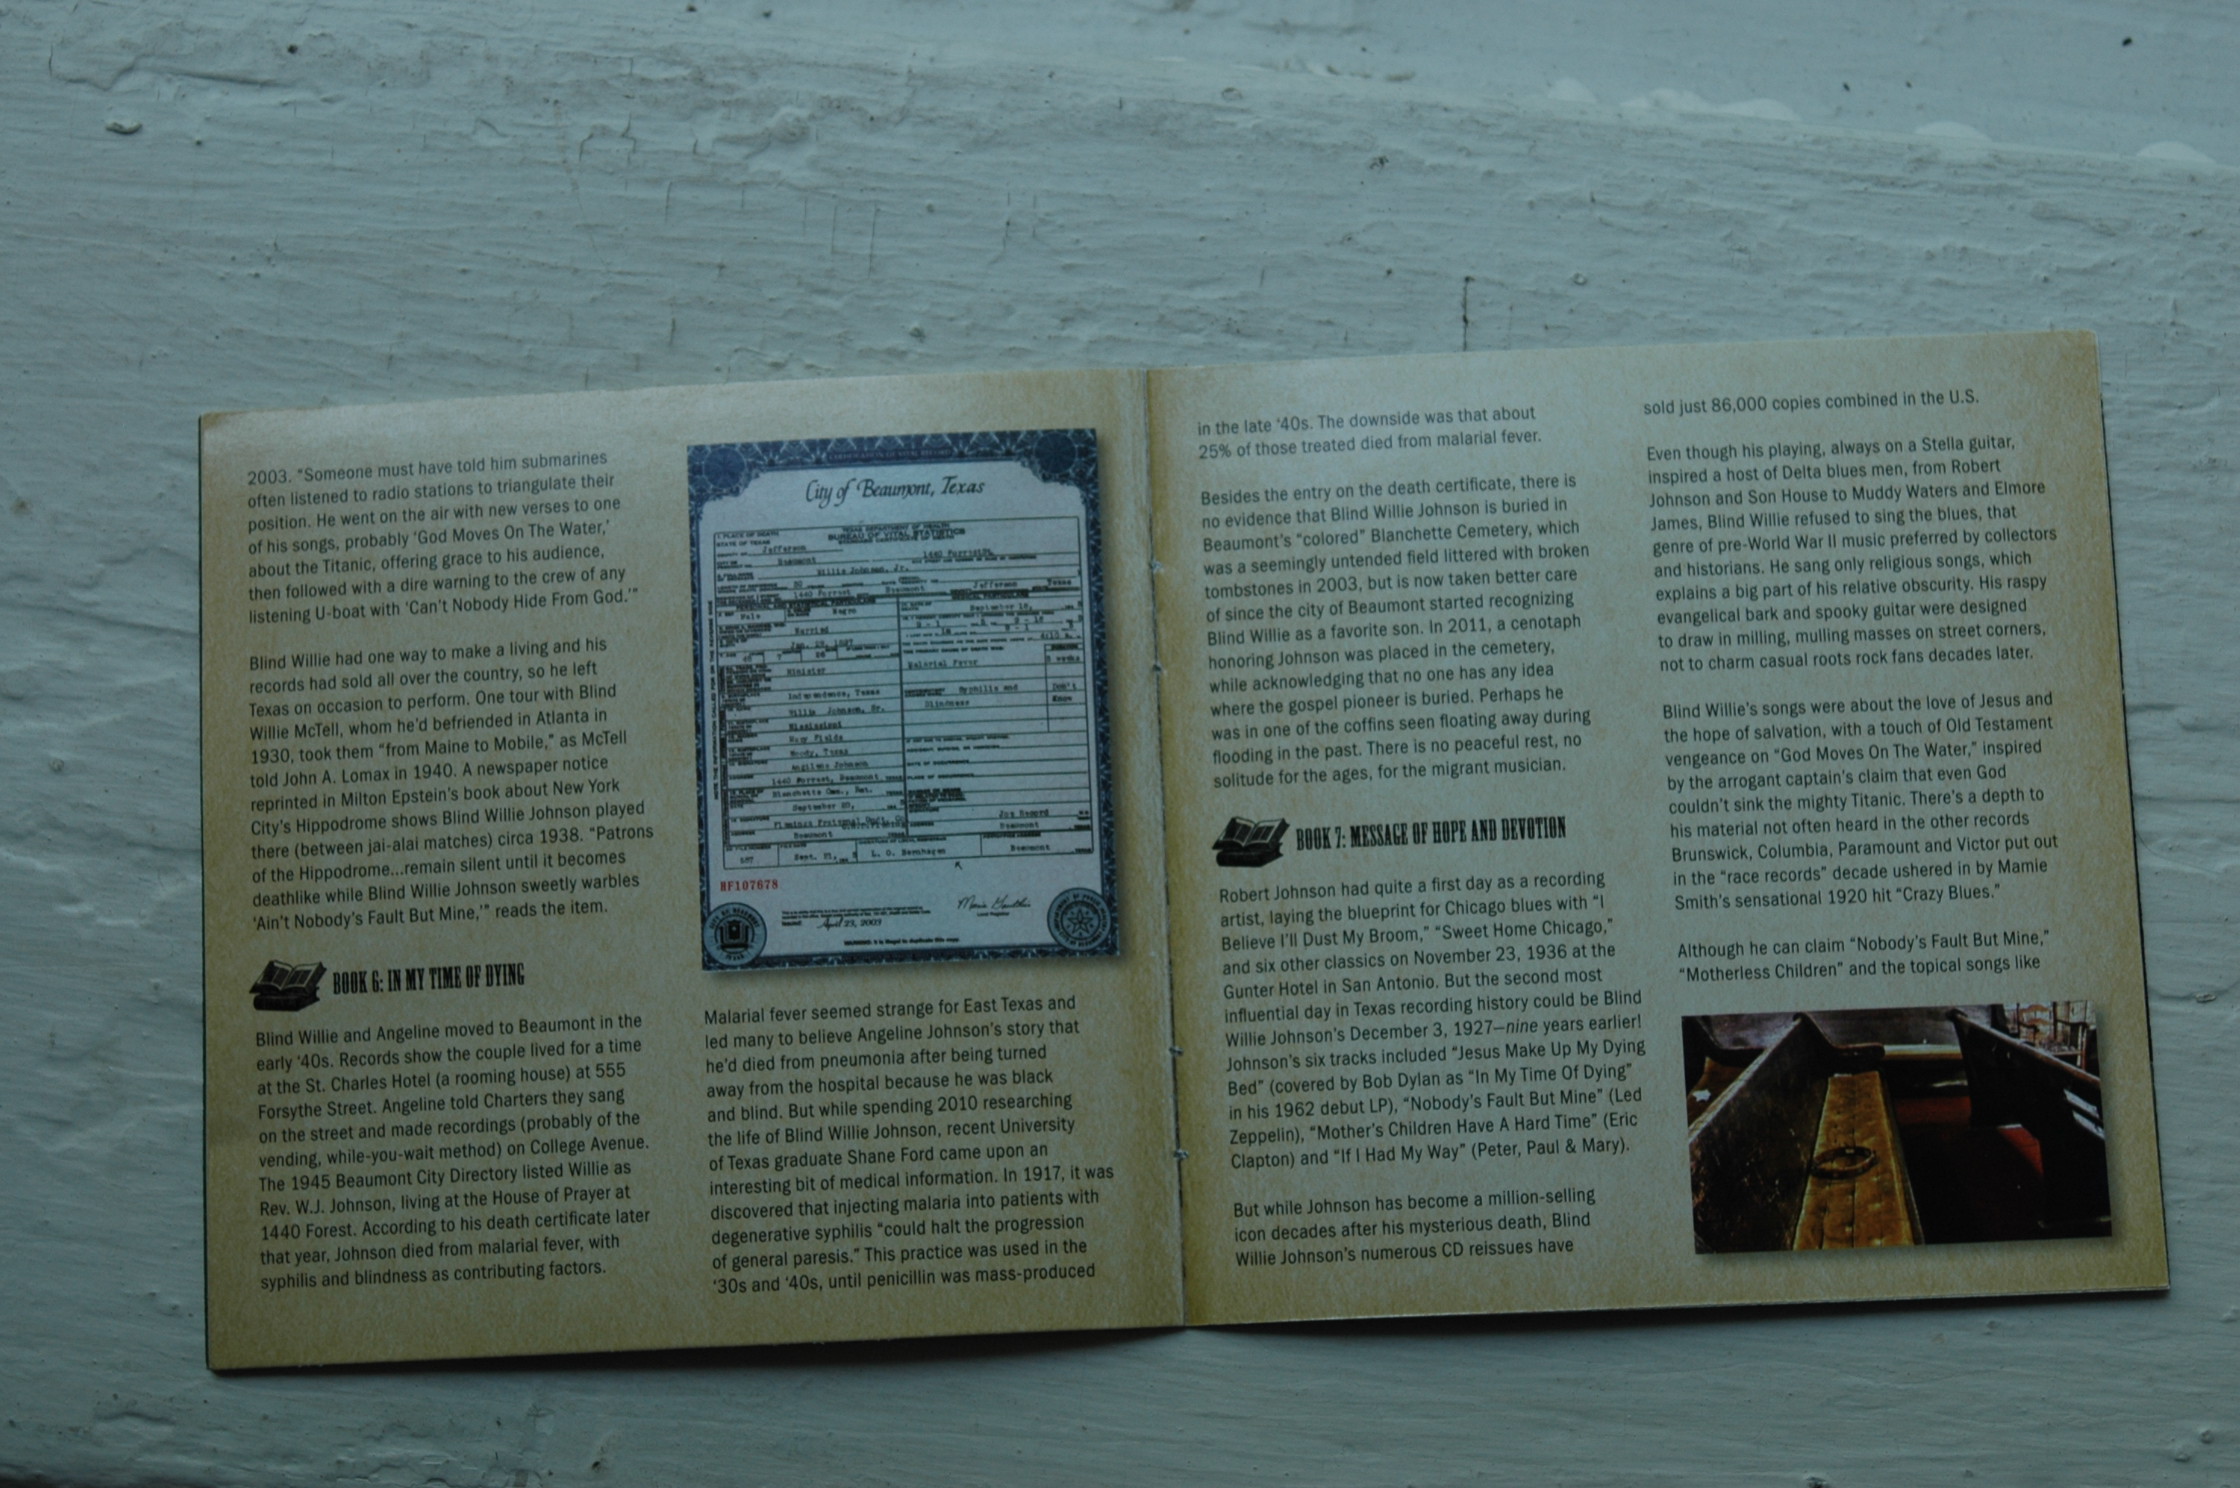 2003. “Someone must have told him submarines
often listened to radio stations to triangulate their
position. He went on the air with new verses to one
of his songs, probably ‘God Moves On The Water,’
about the Titanic, offering grace to his audience,
then followed with a dire warning to the crew of any
listening U-boat with ‘Can’t Nobody Hide From God.’”
Blind Willie had one way to make a living and his
records had sold all over the country, so he left
Texas on occasion to perform. One tour with Blind
Willie McTell, whom he’d befriended in Atlanta in
1930, took them “from Maine to Mobile,” as McTell
told John A. Lomax in 1940. A newspaper notice
reprinted in Milton Epstein’s book about New York
City’s Hippodrome shows Blind Willie Johnson played
there (between jai-alai matches) circa 1938. “Patrons
of the Hippodrome...remain silent until it becomes
deathlike while Blind Willie Johnson sweetly warbles
‘Ain’t Nobody’s Fault But Mine,’” reads the item.
BOOK 6: IN MY TIME OF DYING
Blind Willie and Angeline moved to Beaumont in the
early ’40s. Records show the couple lived for a time
at the St. Charles Hotel (a rooming house) at 555
Forsythe Street. Angeline told Charters they sang
on the street and made recordings (probably of the
vending, while-you-wait method) on College Avenue.
The 1945 Beaumont City Directory listed Willie as
Rev. W.J. Johnson, living at the House of Prayer at
1440 Forest. According to his death certificate later
that year, Johnson died from malarial fever, with
syphilis and blindness as contributing factors.
City of Beaumont, Texas
BUREAU OF VITAL STATISTICS
Jefferson
Beaumont
Willie Johnson, Jr.
Married
Minister
Independence, Texas
Willie Johnson, Sr.
Mississippi
Moody, Texas
Angline Johnson
Malarial Fever
Syphilis and
Blindness
Beaumont
MF107678
Malarial fever seemed strange for East Texas and
led many to believe Angeline Johnson’s story that
he’d died from pneumonia after being turned
away from the hospital because he was black
and blind. But while spending 2010 researching
the life of Blind Willie Johnson, recent University
of Texas graduate Shane Ford came upon an
interesting bit of medical information. In 1917, it was
discovered that injecting malaria into patients with
degenerative syphilis “could halt the progression
of general paresis.” This practice was used in the
’30s and ’40s, until penicillin was mass-produced
in the late ’40s. The downside was that about
25% of those treated died from malarial fever.
Besides the entry on the death certificate, there is
no evidence that Blind Willie Johnson is buried in
Beaumont’s “colored” Blanchette Cemetery, which
was a seemingly untended field littered with broken
tombstones in 2003, but is now taken better care
of since the city of Beaumont started recognizing
Blind Willie as a favorite son. In 2011, a cenotaph
honoring Johnson was placed in the cemetery,
while acknowledging that no one has any idea
where the gospel pioneer is buried. Perhaps he
was in one of the coffins seen floating away during
flooding in the past. There is no peaceful rest, no
solitude for the ages, for the migrant musician.
BOOK 7: MESSAGE OF HOPE AND DEVOTION
Robert Johnson had quite a first day as a recording
artist, laying the blueprint for Chicago blues with “I
Believe I’ll Dust My Broom,” “Sweet Home Chicago,”
and six other classics on November 23, 1936 at the
Gunter Hotel in San Antonio. But the second most
influential day in Texas recording history could be Blind
Willie Johnson’s December 3, 1927—nine years earlier!
Johnson’s six tracks included “Jesus Make Up My Dying
Bed” (covered by Bob Dylan as “In My Time Of Dying”
in his 1962 debut LP), “Nobody’s Fault But Mine” (Led
Zeppelin), “Mother’s Children Have A Hard Time” (Eric
Clapton) and “If I Had My Way” (Peter, Paul & Mary).
But while Johnson has become a million-selling
icon decades after his mysterious death, Blind
Willie Johnson’s numerous CD reissues have
sold just 86,000 copies combined in the U.S.
Even though his playing, always on a Stella guitar,
inspired a host of Delta blues men, from Robert
Johnson and Son House to Muddy Waters and Elmore
James, Blind Willie refused to sing the blues, that
genre of pre-World War II music preferred by collectors
and historians. He sang only religious songs, which
explains a big part of his relative obscurity. His raspy
evangelical bark and spooky guitar were designed
to draw in milling, mulling masses on street corners,
not to charm casual roots rock fans decades later.
Blind Willie’s songs were about the love of Jesus and
the hope of salvation, with a touch of Old Testament
vengeance on “God Moves On The Water,” inspired
by the arrogant captain’s claim that even God
couldn’t sink the mighty Titanic. There’s a depth to
his material not often heard in the other records
Brunswick, Columbia, Paramount and Victor put out
in the “race records” decade ushered in by Mamie
Smith’s sensational 1920 hit “Crazy Blues.”
Although he can claim “Nobody’s Fault But Mine,”
“Motherless Children” and the topical songs like